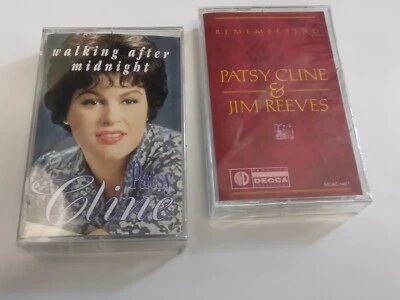 walking after
midnight
Patsy
Cline
REMEMBERING
PATSY CLINE
&
JIM REEVES
DECCA